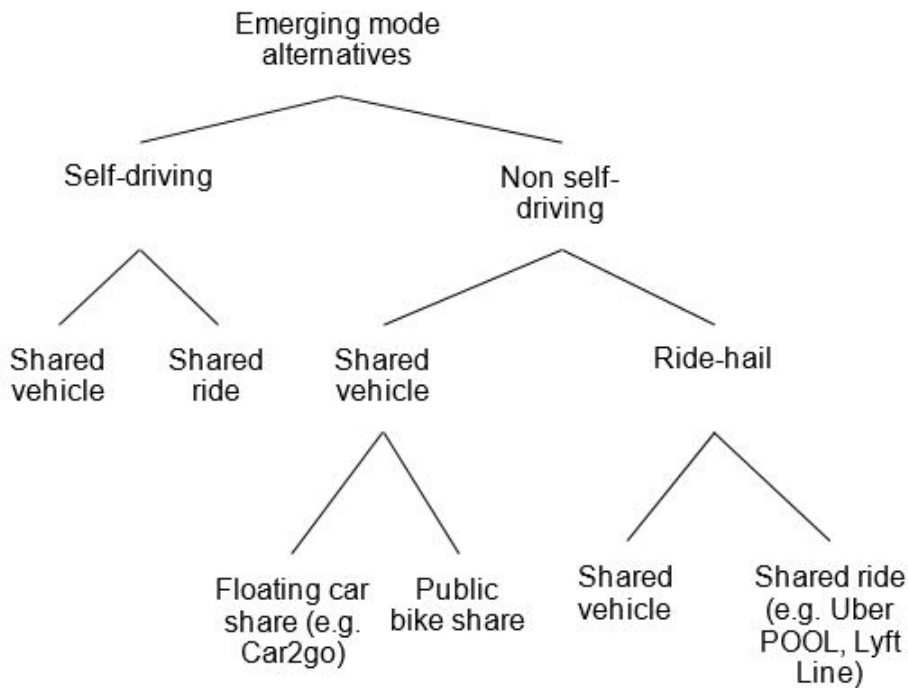 Emerging mode
alternatives
Self-driving
Non self-
driving
Shared
vehicle
Shared
ride
Shared
vehicle
Ride-hail
Floating car
share (e.g.
Car2go)
Public
bike share
Shared
vehicle
Shared ride
(e.g. Uber
POOL, Lyft
Line)